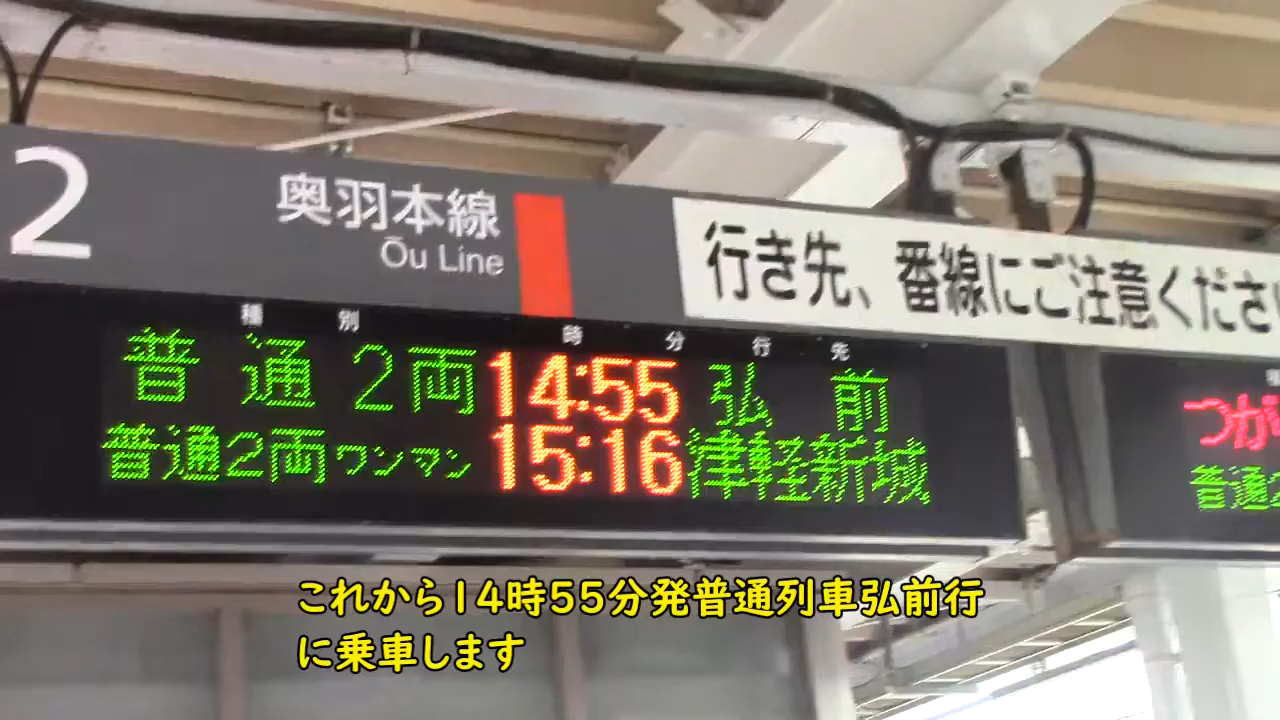 2
奥羽本線
Ōu Line
行き先、番線にご注意くださ
種別 時分 行先
普通 2両 14:55 弘前
普通2両ワンマン 15:16 津軽新城
つが
普通2
これから14時55分発普通列車弘前行
に乗車します